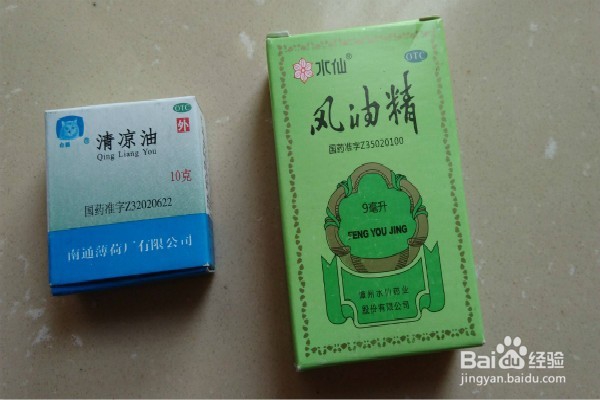 OTC
白猫
®
清凉油
外
Qing Liang You
10克
国药准字Z32020622
南通薄荷厂有限公司
水仙®
OTC
风油精
国药准字Z35020100
9毫升
FENG YOU JING
漳州水仙药业
股份有限公司
Baidu 经验
jingyan.baidu.com